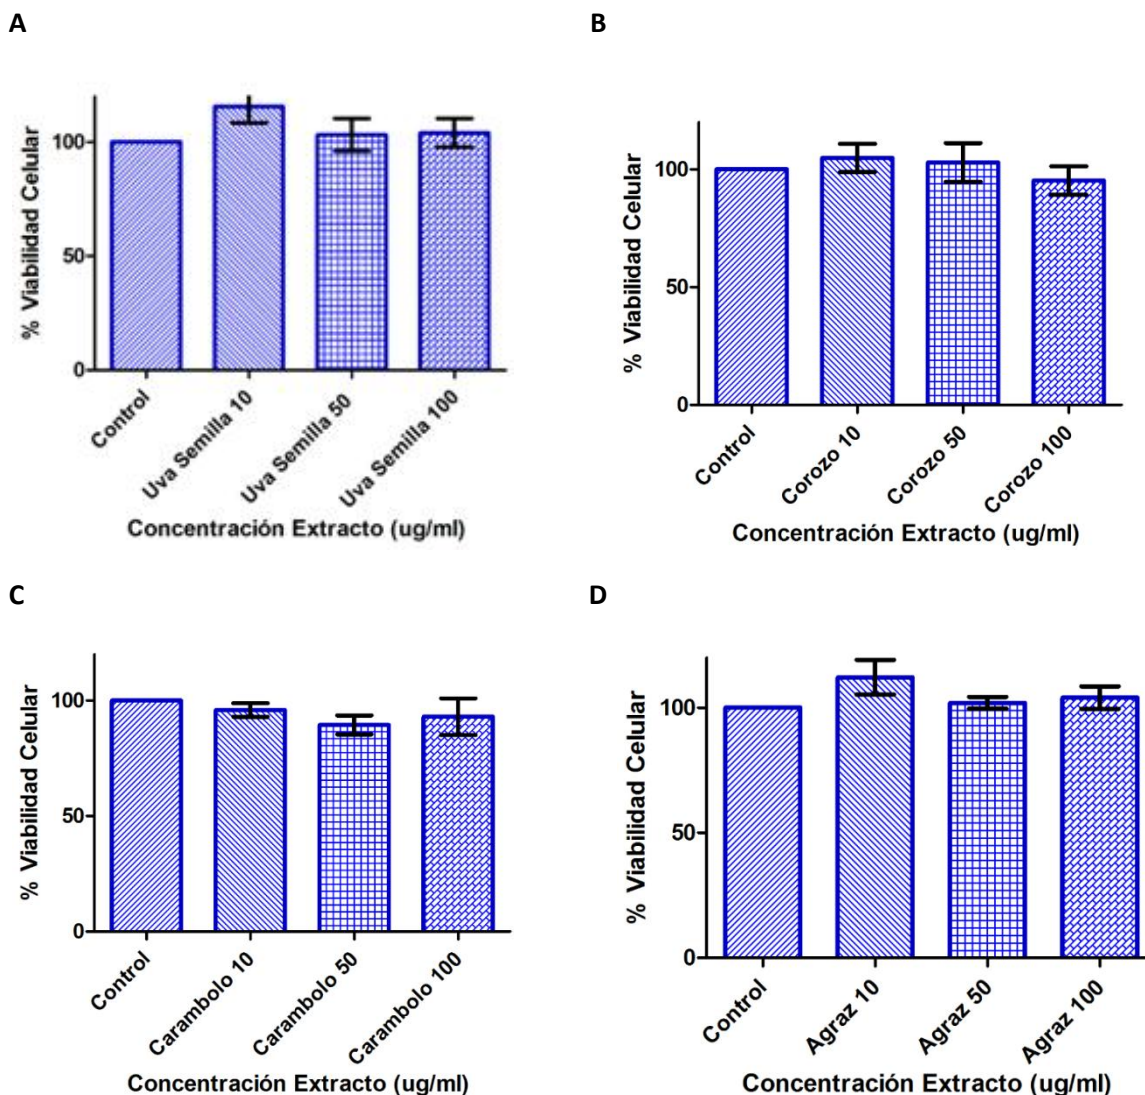 A
% Viabilidad Celular
100
50
0
Control
Uva Semilla 10
Uva Semilla 50
Uva Semilla 100
Concentración Extracto (ug/ml)
B
% Viabilidad Celular
100
50
0
Control
Corozo 10
Corozo 50
Corozo 100
Concentración Extracto (ug/ml)
C
% Viabilidad Celular
100
50
0
Control
Carambolo 10
Carambolo 50
Carambolo 100
Concentración Extracto (ug/ml)
D
% Viabilidad Celular
100
50
0
Control
Agraz 10
Agraz 50
Agraz 100
Concentración Extracto (ug/ml)